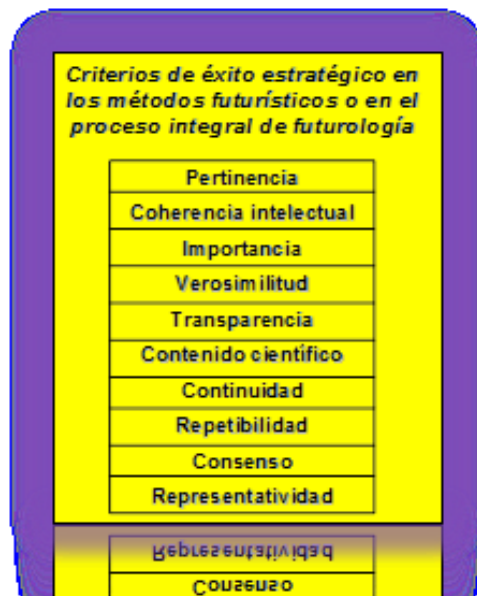 Criterios de éxito estratégico en
los métodos futurísticos o en el
proceso integral de futurología
Pertinencia
Coherencia intelectual
Importancia
Verosimilitud
Transparencia
Contenido científico
Continuidad
Repetibilidad
Consenso
Representatividad
Representatividad
Consenso